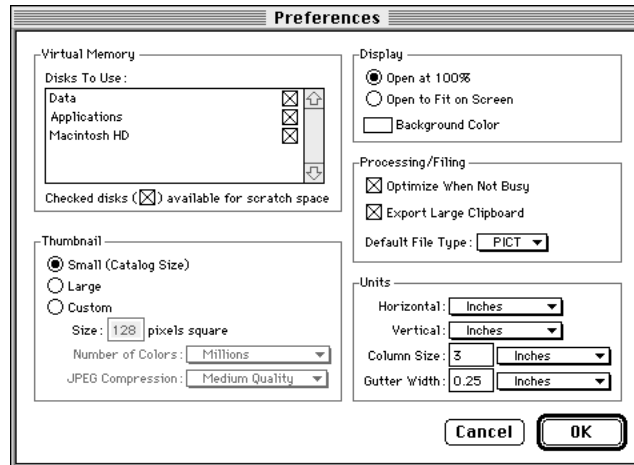 Preferences
Virtual Memory
Disks To Use:
Data
Applications
Macintosh HD
Checked disks ( ) available for scratch space
Thumbnail
Small (Catalog Size)
Large
Custom
Size: 128 pixels square
Number of Colors: Millions
JPEG Compression: Medium Quality
Display
Open at 100%
Open to Fit on Screen
Background Color
Processing/Filing
Optimize When Not Busy
Export Large Clipboard
Default File Type: PICT
Units
Horizontal: Inches
Vertical: Inches
Column Size: 3 Inches
Gutter Width: 0.25 Inches
Cancel OK